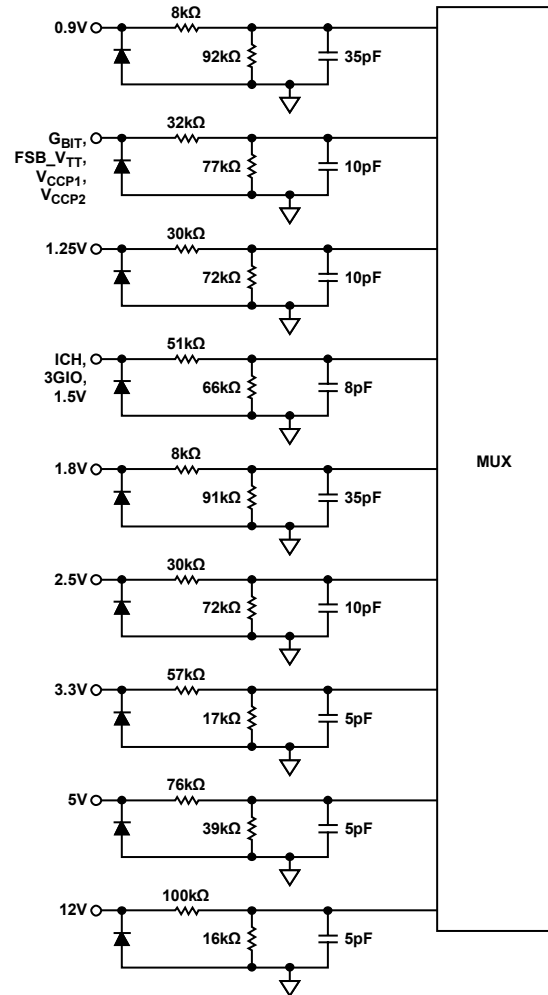 8kΩ
0.9V
92kΩ 35pF
32kΩ
GBIT,
FSB_VTT,
VCCP1,
VCCP2
77kΩ 10pF
30kΩ
1.25V
72kΩ 10pF
51kΩ
ICH,
3GIO,
1.5V
66kΩ 8pF
MUX
8kΩ
1.8V
91kΩ 35pF
30kΩ
2.5V
72kΩ 10pF
57kΩ
3.3V
17kΩ 5pF
76kΩ
5V
39kΩ 5pF
100kΩ
12V
16kΩ 5pF